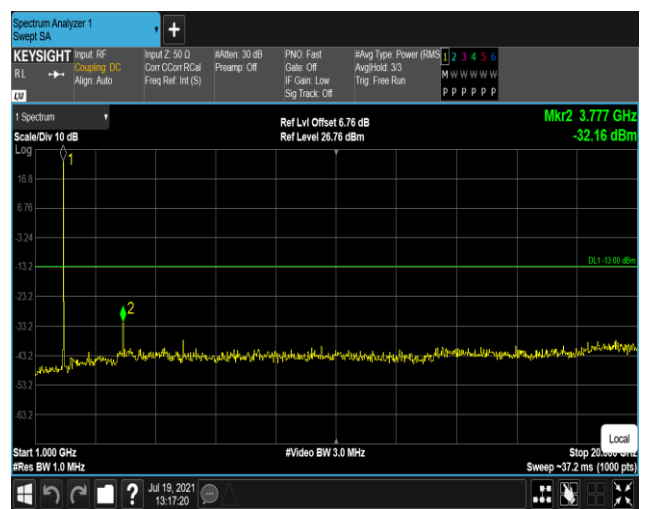 Spectrum Analyzer 1
Swept SA
+
KEYSIGHT Input: RF Input Z: 50 Ω #Atten: 30 dB PNO: Fast #Avg Type: Power (RMS 1 2 3 4 5 6
RL Coupling: DC Corr CCorr RCal Preamp: Off Gate: Off Avg|Hold: 3/3 M W W W W W
Align: Auto Freq Ref: Int (S) IF Gain: Low Trig: Free Run
LXI Sig Track: Off P P P P P P
1 Spectrum Ref Lvl Offset 6.76 dB Mkr2 3.777 GHz
Scale/Div 10 dB Ref Level 26.76 dBm -32.16 dBm
Log
1
16.8
6.76
-3.24
-13.2 DL1 -13.00 dBm
-23.2
2
-33.2
-43.2
-53.2
-63.2
Local
Start 1.000 GHz #Video BW 3.0 MHz Stop 20.000 GHz
#Res BW 1.0 MHz Sweep ~37.2 ms (1000 pts)
? Jul 19, 2021
13:17:20